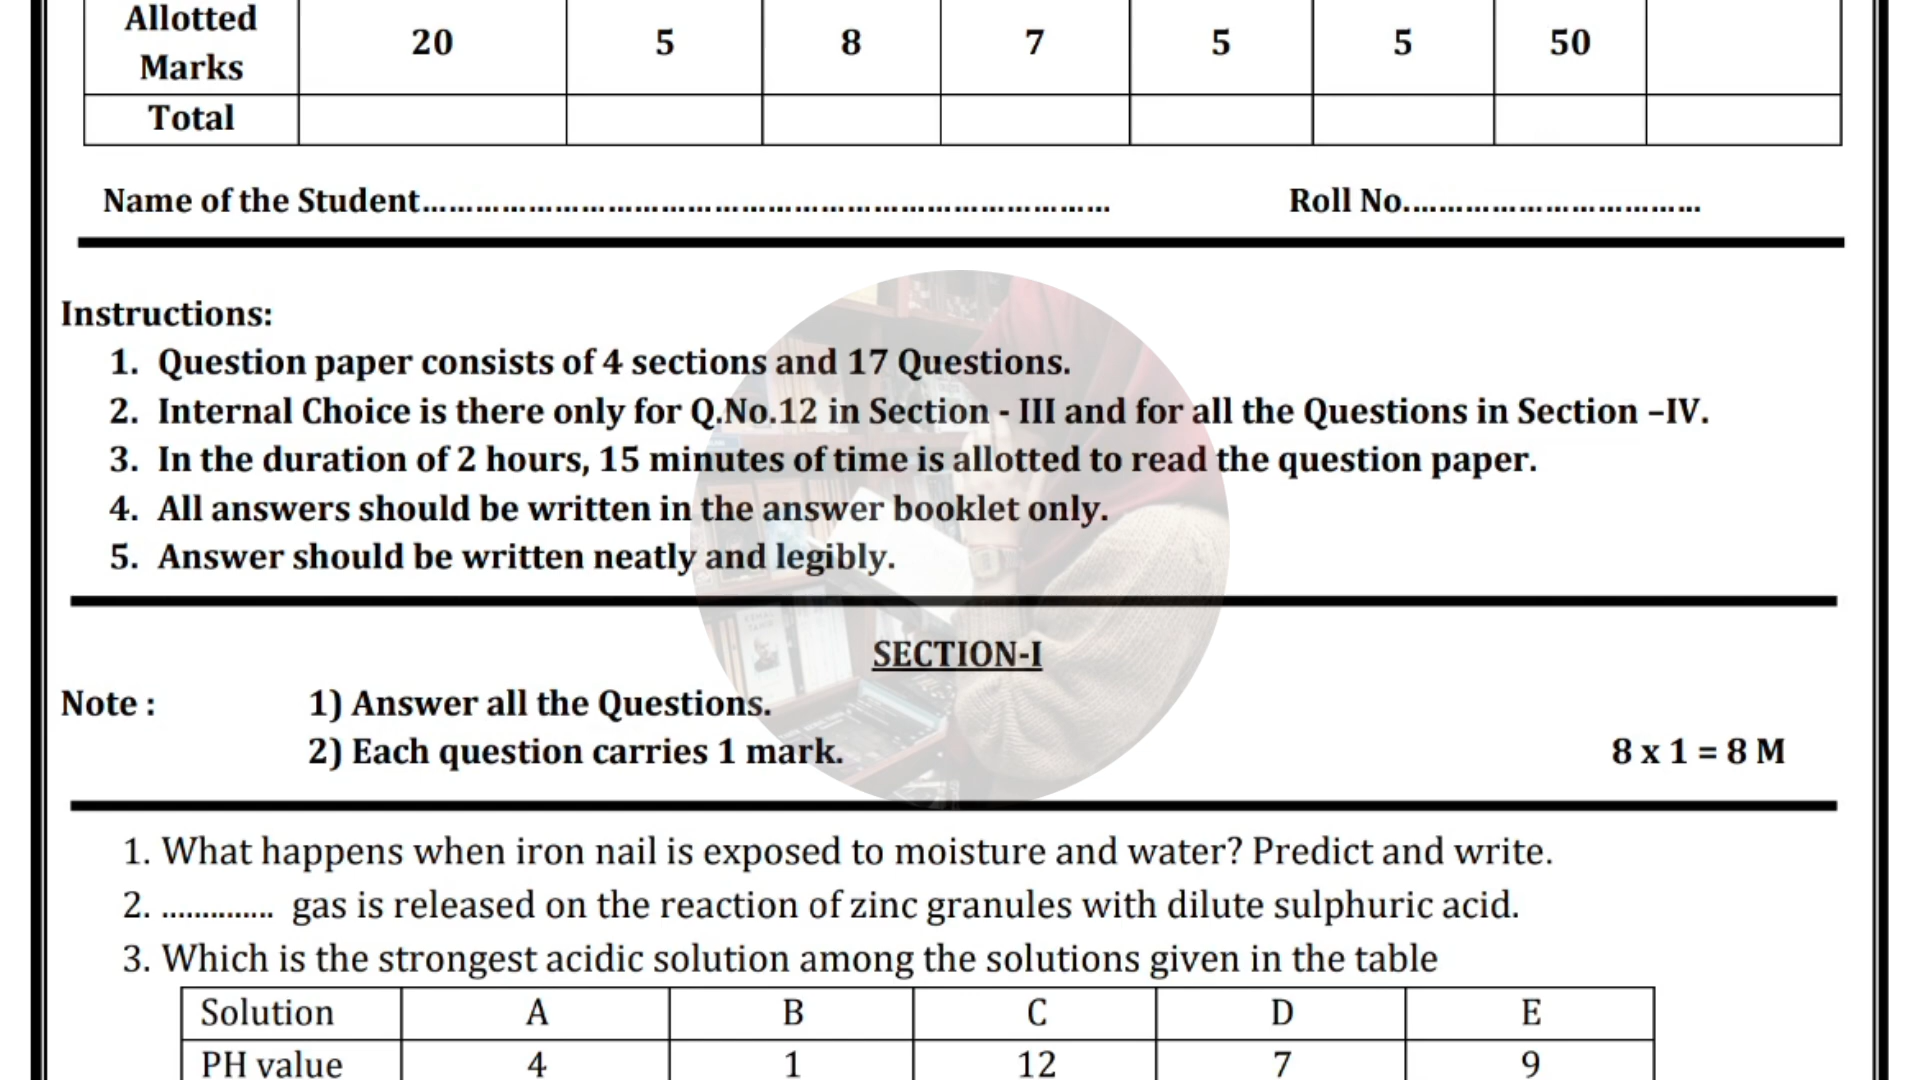 Allotted Marks 20 5 8 7 5 5 50
Total
Name of the Student........................................................................ Roll No.................................
Instructions:
1. Question paper consists of 4 sections and 17 Questions.
2. Internal Choice is there only for Q.No.12 in Section - III and for all the Questions in Section –IV.
3. In the duration of 2 hours, 15 minutes of time is allotted to read the question paper.
4. All answers should be written in the answer booklet only.
5. Answer should be written neatly and legibly.
SECTION-I
Note : 1) Answer all the Questions.
2) Each question carries 1 mark. 8 x 1 = 8 M
1. What happens when iron nail is exposed to moisture and water? Predict and write.
2. .............. gas is released on the reaction of zinc granules with dilute sulphuric acid.
3. Which is the strongest acidic solution among the solutions given in the table
Solution A B C D E
PH value 4 1 12 7 9